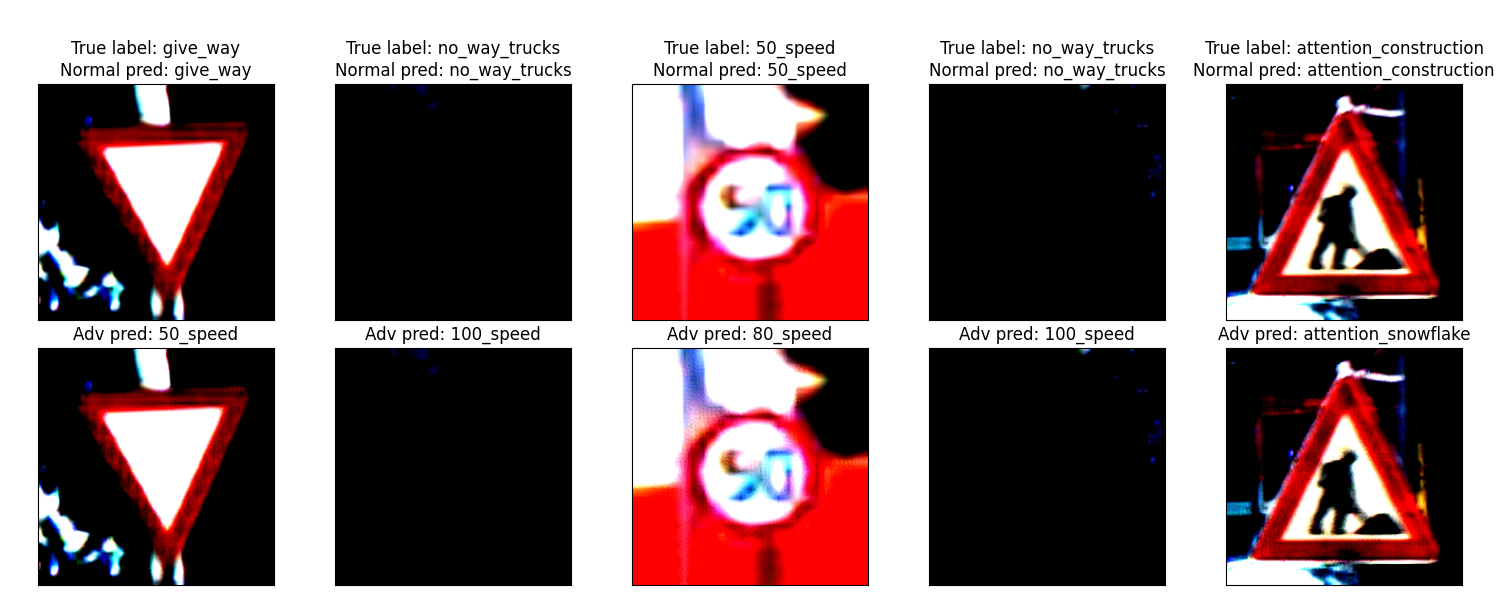 True label: give_way
Normal pred: give_way
True label: no_way_trucks
Normal pred: no_way_trucks
True label: 50_speed
Normal pred: 50_speed
True label: no_way_trucks
Normal pred: no_way_trucks
True label: attention_construction
Normal pred: attention_construction
Adv pred: 50_speed
Adv pred: 100_speed
Adv pred: 80_speed
Adv pred: 100_speed
Adv pred: attention_snowflake